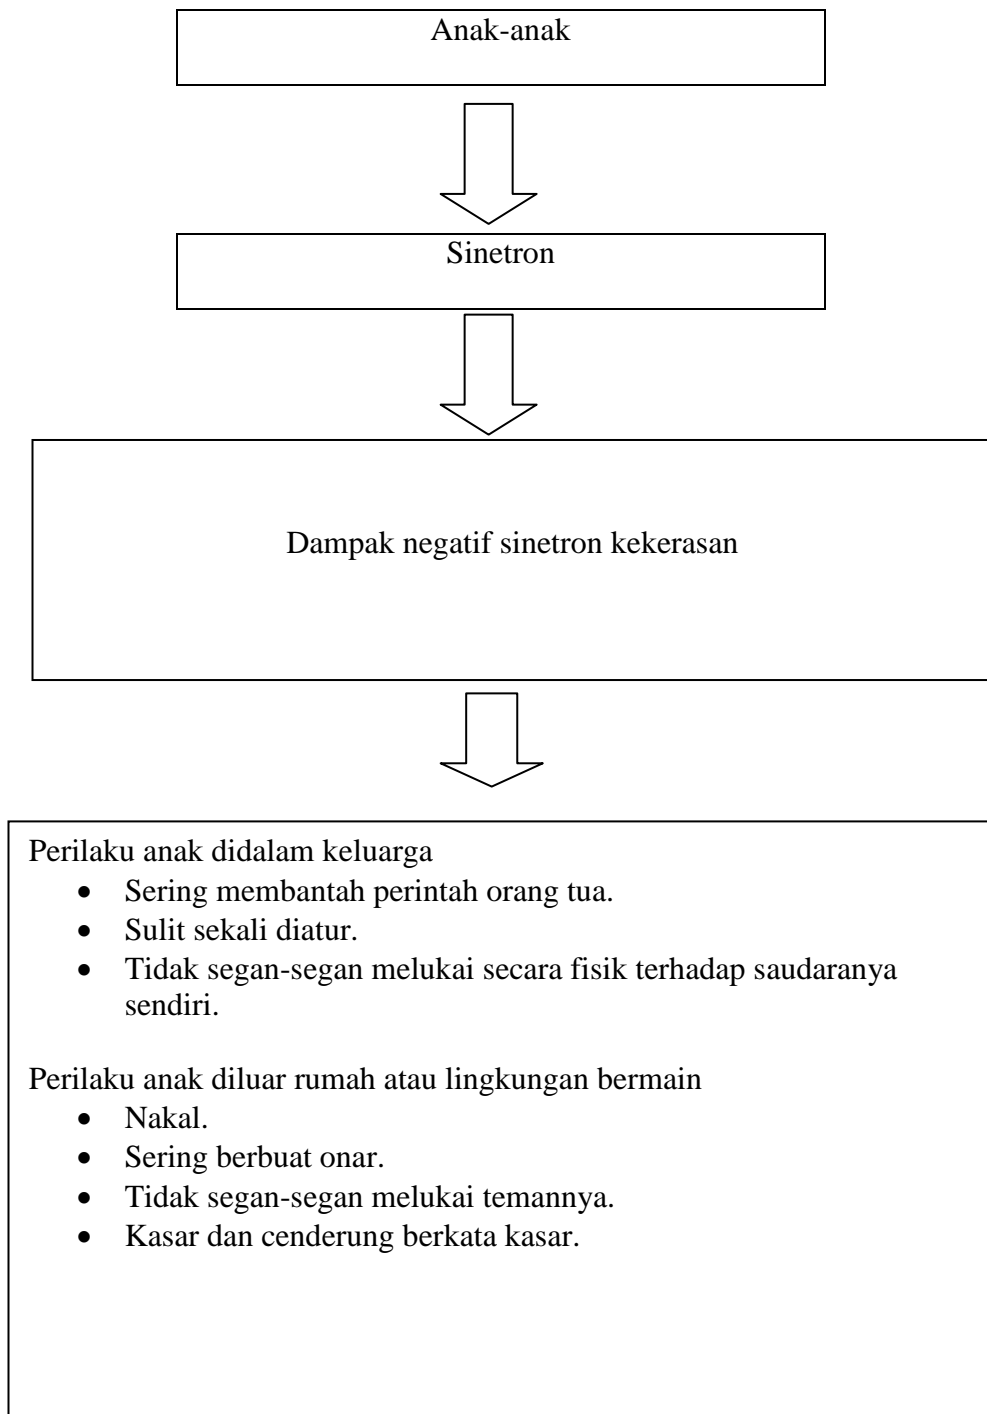 Anak-anak
Sinetron
Dampak negatif sinetron kekerasan
Perilaku anak didalam keluarga
• Sering membantah perintah orang tua.
• Sulit sekali diatur.
• Tidak segan-segan melukai secara fisik terhadap saudaranya
sendiri.
Perilaku anak diluar rumah atau lingkungan bermain
• Nakal.
• Sering berbuat onar.
• Tidak segan-segan melukai temannya.
• Kasar dan cenderung berkata kasar.